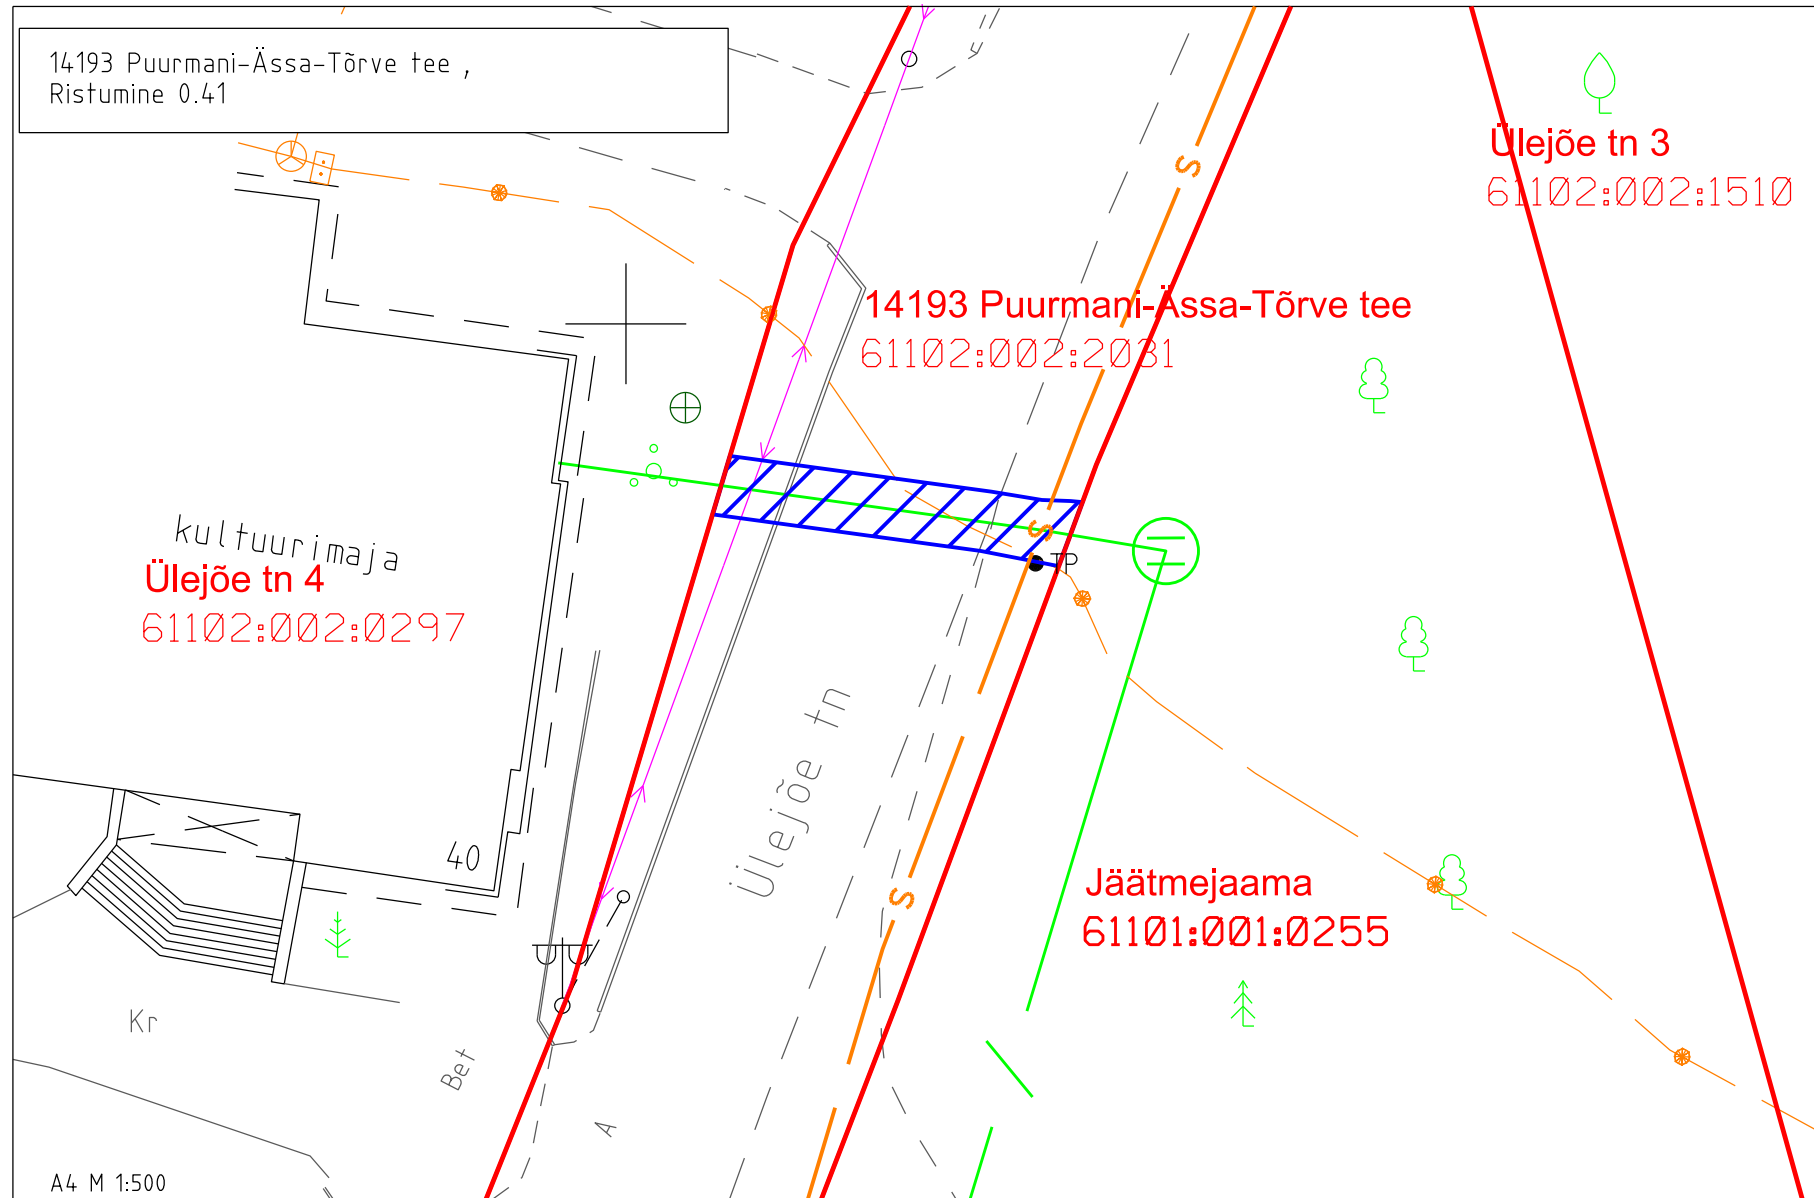 14193 Puurmani-Ässa-Tõrve tee ,
Ristumine 0.41
S
Ülejõe tn 3
61102:002:1510
14193 Puurmani-Ässa-Tõrve tee
61102:002:2031
kultuurimaja
Ülejõe tn 4
61102:002:0297
S
TP
Ülejõe tn
40
S
Jäätmejaama
61101:001:0255
Kr
Bet
A
A4 M 1:500